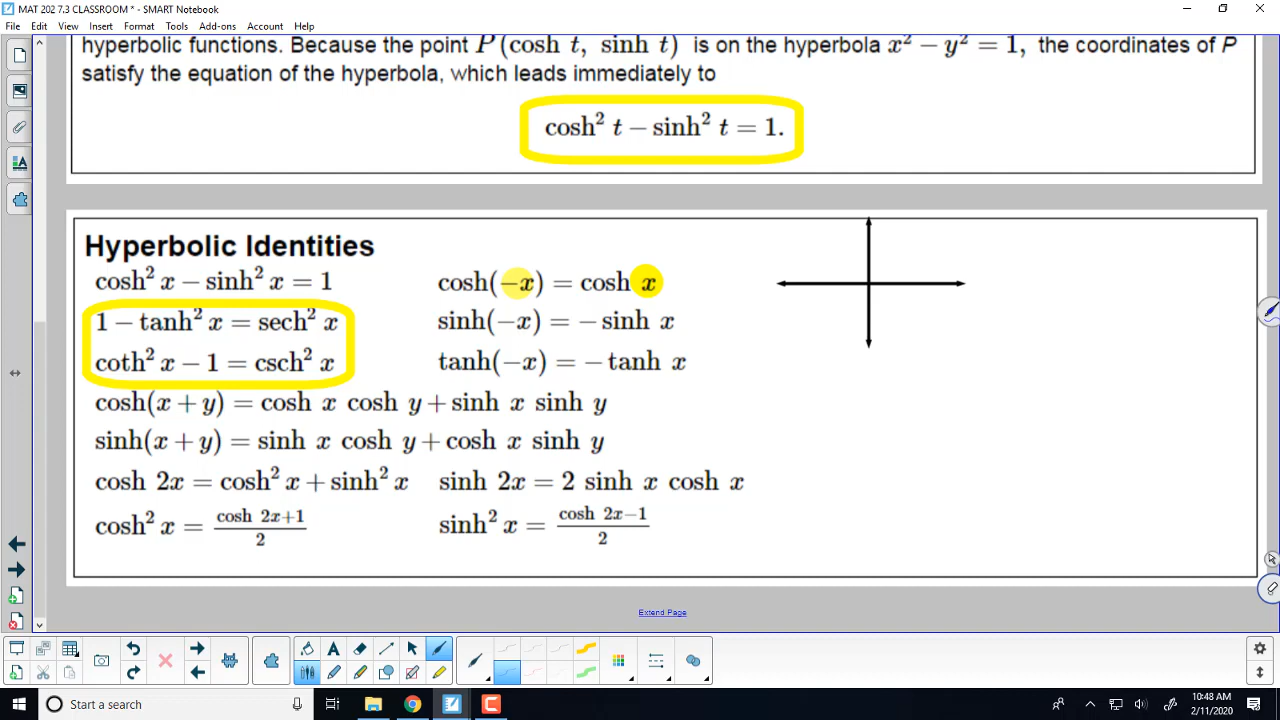 MAT 202 7.3 CLASSROOM * - SMART Notebook
File Edit View Insert Format Tools Add-ons Account Help
hyperbolic functions. Because the point P (cosh t, sinh t) is on the hyperbola x² − y² = 1, the coordinates of P
satisfy the equation of the hyperbola, which leads immediately to
cosh² t − sinh² t = 1.
Hyperbolic Identities
cosh² x − sinh² x = 1 cosh(−x) = cosh x
1 − tanh² x = sech² x sinh(−x) = − sinh x
coth² x − 1 = csch² x tanh(−x) = − tanh x
cosh(x + y) = cosh x cosh y + sinh x sinh y
sinh(x + y) = sinh x cosh y + cosh x sinh y
cosh 2x = cosh² x + sinh² x sinh 2x = 2 sinh x cosh x
cosh² x = (cosh 2x+1)/2 sinh² x = (cosh 2x−1)/2
Extend Page
Start a search
10:48 AM
2/11/2020